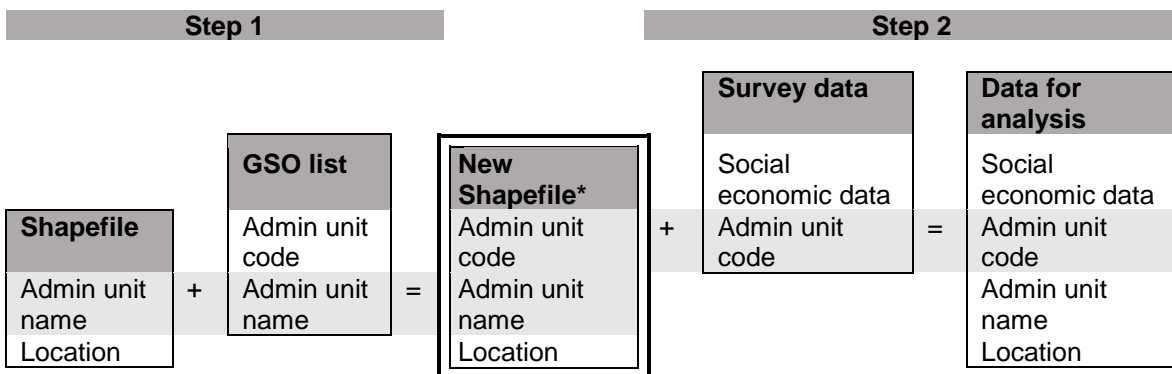 Step 1
Step 2
Shapefile
Admin unit
name
Location
+
GSO list
Admin unit
code
Admin unit
name
=
New
Shapefile*
Admin unit
code
Admin unit
name
Location
+
Survey data
Social
economic data
Admin unit
code
=
Data for
analysis
Social
economic data
Admin unit
code
Admin unit
name
Location